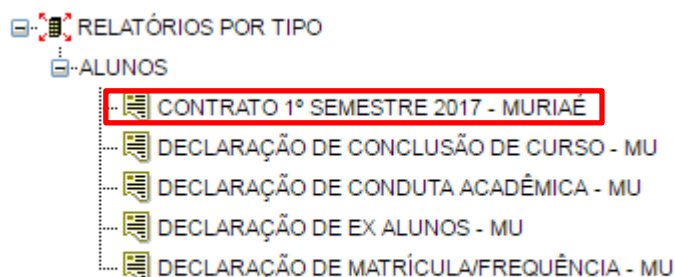 RELATÓRIOS POR TIPO
ALUNOS
CONTRATO 1º SEMESTRE 2017 - MURIAÉ
DECLARAÇÃO DE CONCLUSÃO DE CURSO - MU
DECLARAÇÃO DE CONDUTA ACADÊMICA - MU
DECLARAÇÃO DE EX ALUNOS - MU
DECLARAÇÃO DE MATRÍCULA/FREQUÊNCIA - MU